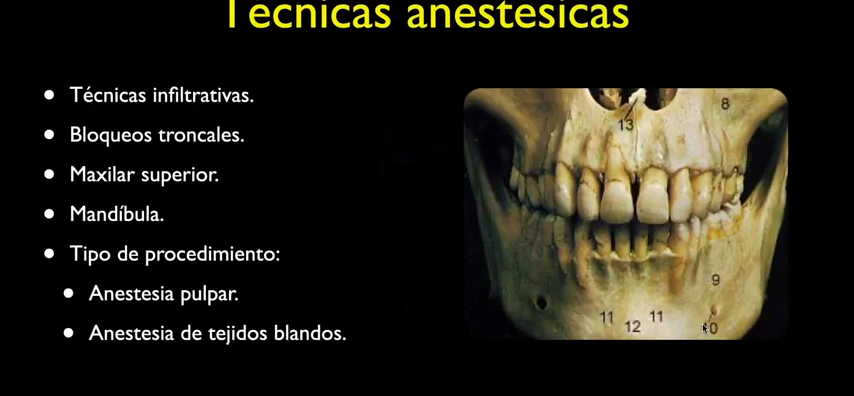 Técnicas anestésicas
• Técnicas infiltrativas.
• Bloqueos troncales.
• Maxilar superior.
• Mandíbula.
• Tipo de procedimiento:
• Anestesia pulpar.
• Anestesia de tejidos blandos.
8
13
9
11 11
12 10